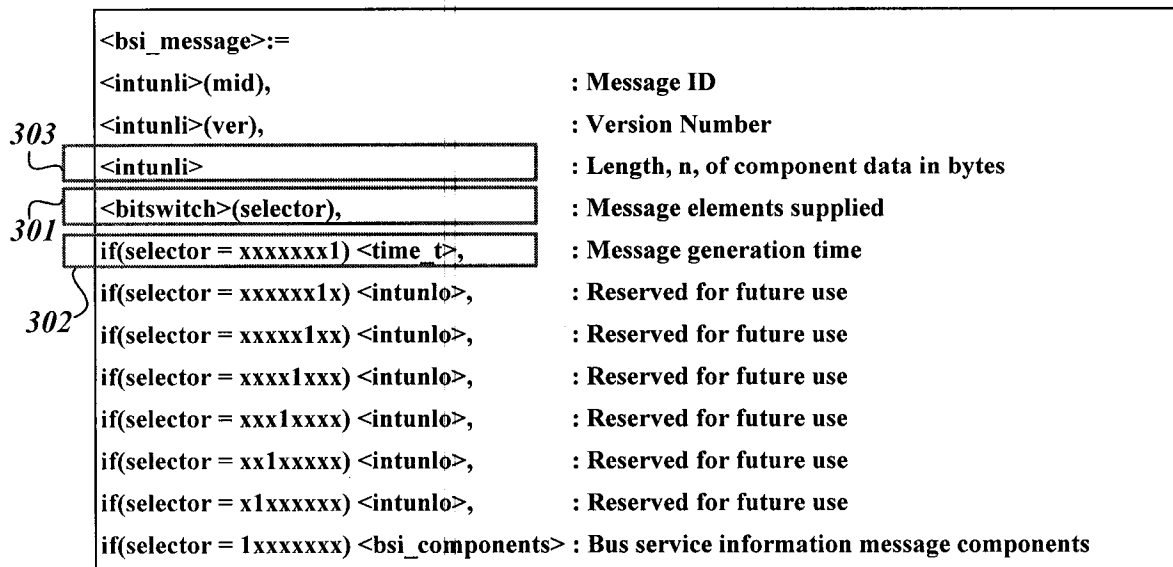 <bsi_message>:=
<intunli>(mid), : Message ID
<intunli>(ver), : Version Number
303 <intunli> : Length, n, of component data in bytes
301 <bitswitch>(selector), : Message elements supplied
302 if(selector = xxxxxxx1) <time_t>, : Message generation time
if(selector = xxxxxx1x) <intunlo>, : Reserved for future use
if(selector = xxxxx1xx) <intunlo>, : Reserved for future use
if(selector = xxxx1xxx) <intunlo>, : Reserved for future use
if(selector = xxx1xxxx) <intunlo>, : Reserved for future use
if(selector = xx1xxxxx) <intunlo>, : Reserved for future use
if(selector = x1xxxxxx) <intunlo>, : Reserved for future use
if(selector = 1xxxxxxx) <bsi_components> : Bus service information message components